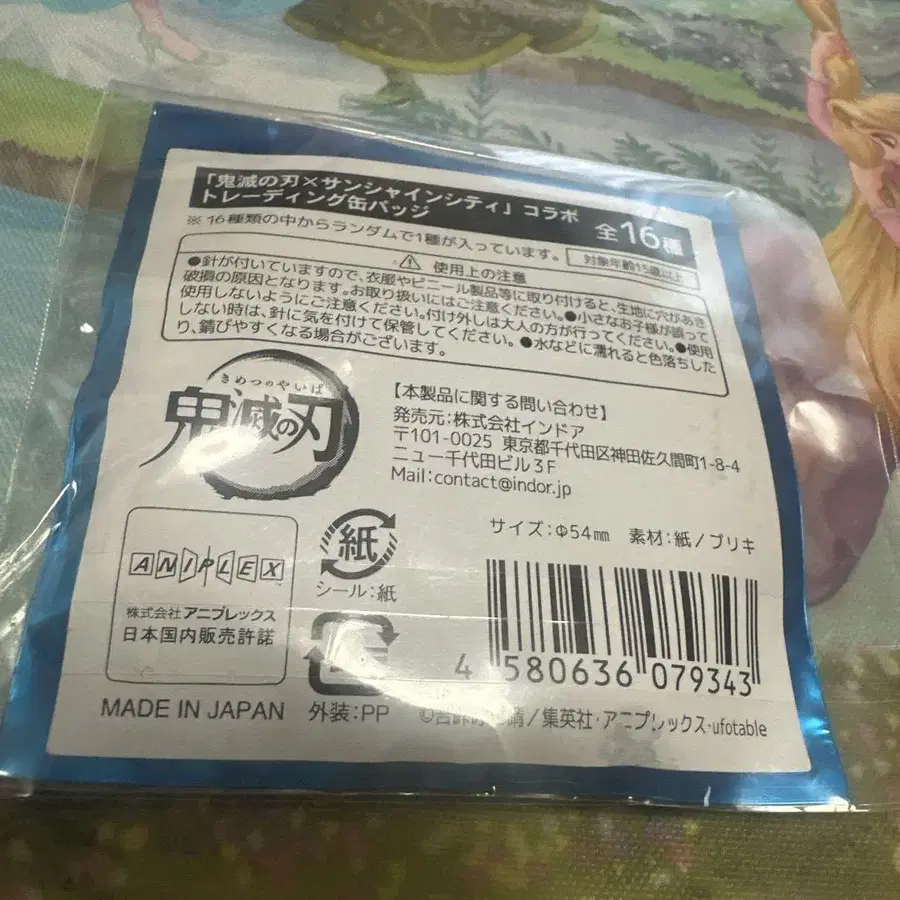 「鬼滅の刃×サンシャインシティ」コラボ
トレーディング缶バッジ
全16種
※16種類の中からランダムで1種が入っています。
対象年齢15歳以上
使用上の注意
●針が付いていますので、衣服やビニール製品等に取り付けると、生地に穴があき
破損の原因となります。お取り扱いにはご注意ください。●小さなお子様が誤って
使用しないようにご注意ください。付け外しは大人の方が行ってください。●使用
しない時は、針に気を付けて保管してください。●水などに濡れると色落ちした
り、錆びやすくなる場合がございます。
きめつのやいば
鬼滅の刃
【本製品に関する問い合わせ】
発売元:株式会社インドア
〒101-0025 東京都千代田区神田佐久間町1-8-4
ニュー千代田ビル3F
Mail:contact@indor.jp
サイズ:Φ54㎜ 素材:紙/ブリキ
ANIPLEX
株式会社アニプレックス
日本国内販売許諾
紙
シール:紙
外装:PP
MADE IN JAPAN
4 580636 079343
©吾峠呼世晴/集英社・アニプレックス・ufotable